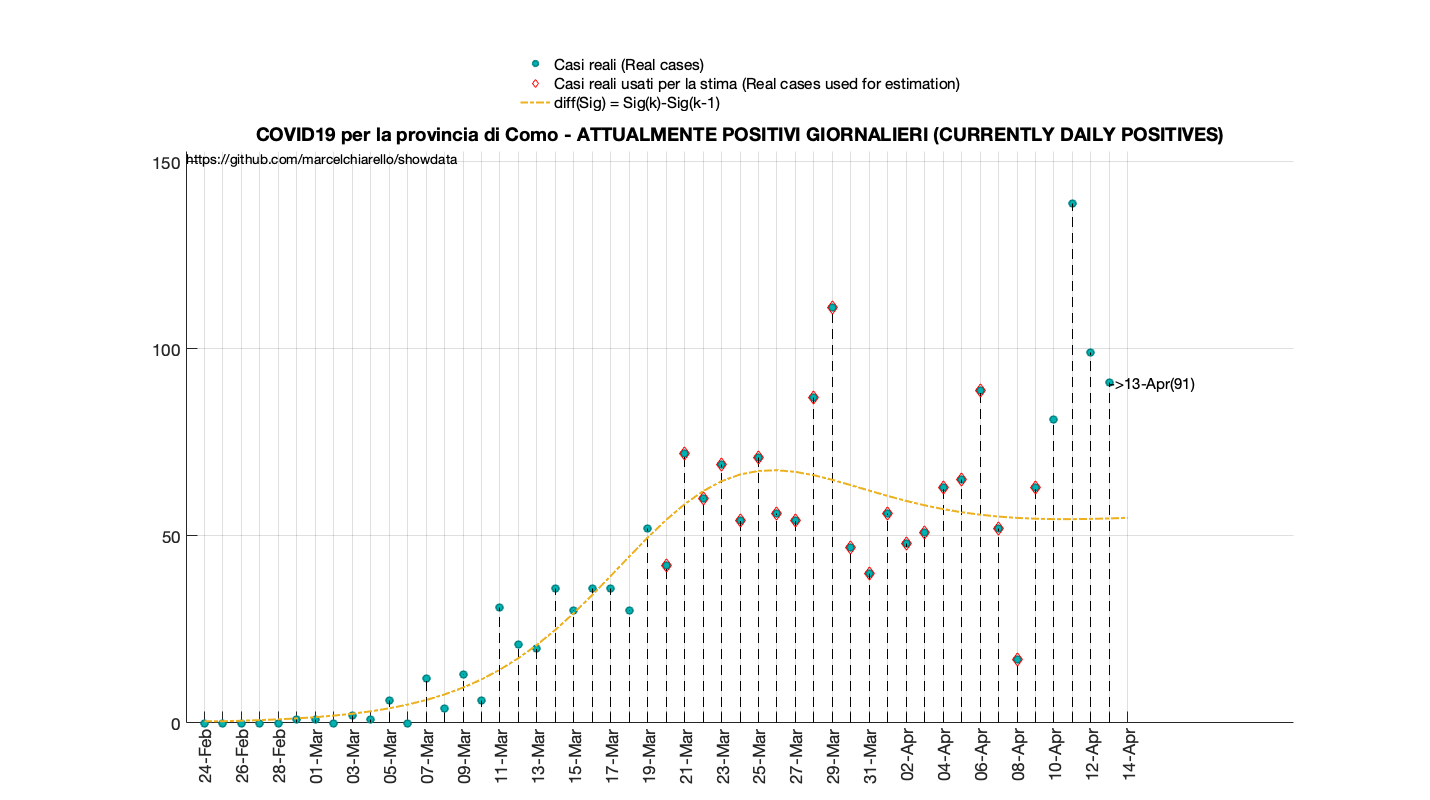 Casi reali (Real cases)
Casi reali usati per la stima (Real cases used for estimation)
diff(Sig) = Sig(k)-Sig(k-1)
COVID19 per la provincia di Como - ATTUALMENTE POSITIVI GIORNALIERI (CURRENTLY DAILY POSITIVES)
https://github.com/marcelchiarello/showdata
150
100
50
0
->13-Apr(91)
24-Feb
26-Feb
28-Feb
01-Mar
03-Mar
05-Mar
07-Mar
09-Mar
11-Mar
13-Mar
15-Mar
17-Mar
19-Mar
21-Mar
23-Mar
25-Mar
27-Mar
29-Mar
31-Mar
02-Apr
04-Apr
06-Apr
08-Apr
10-Apr
12-Apr
14-Apr